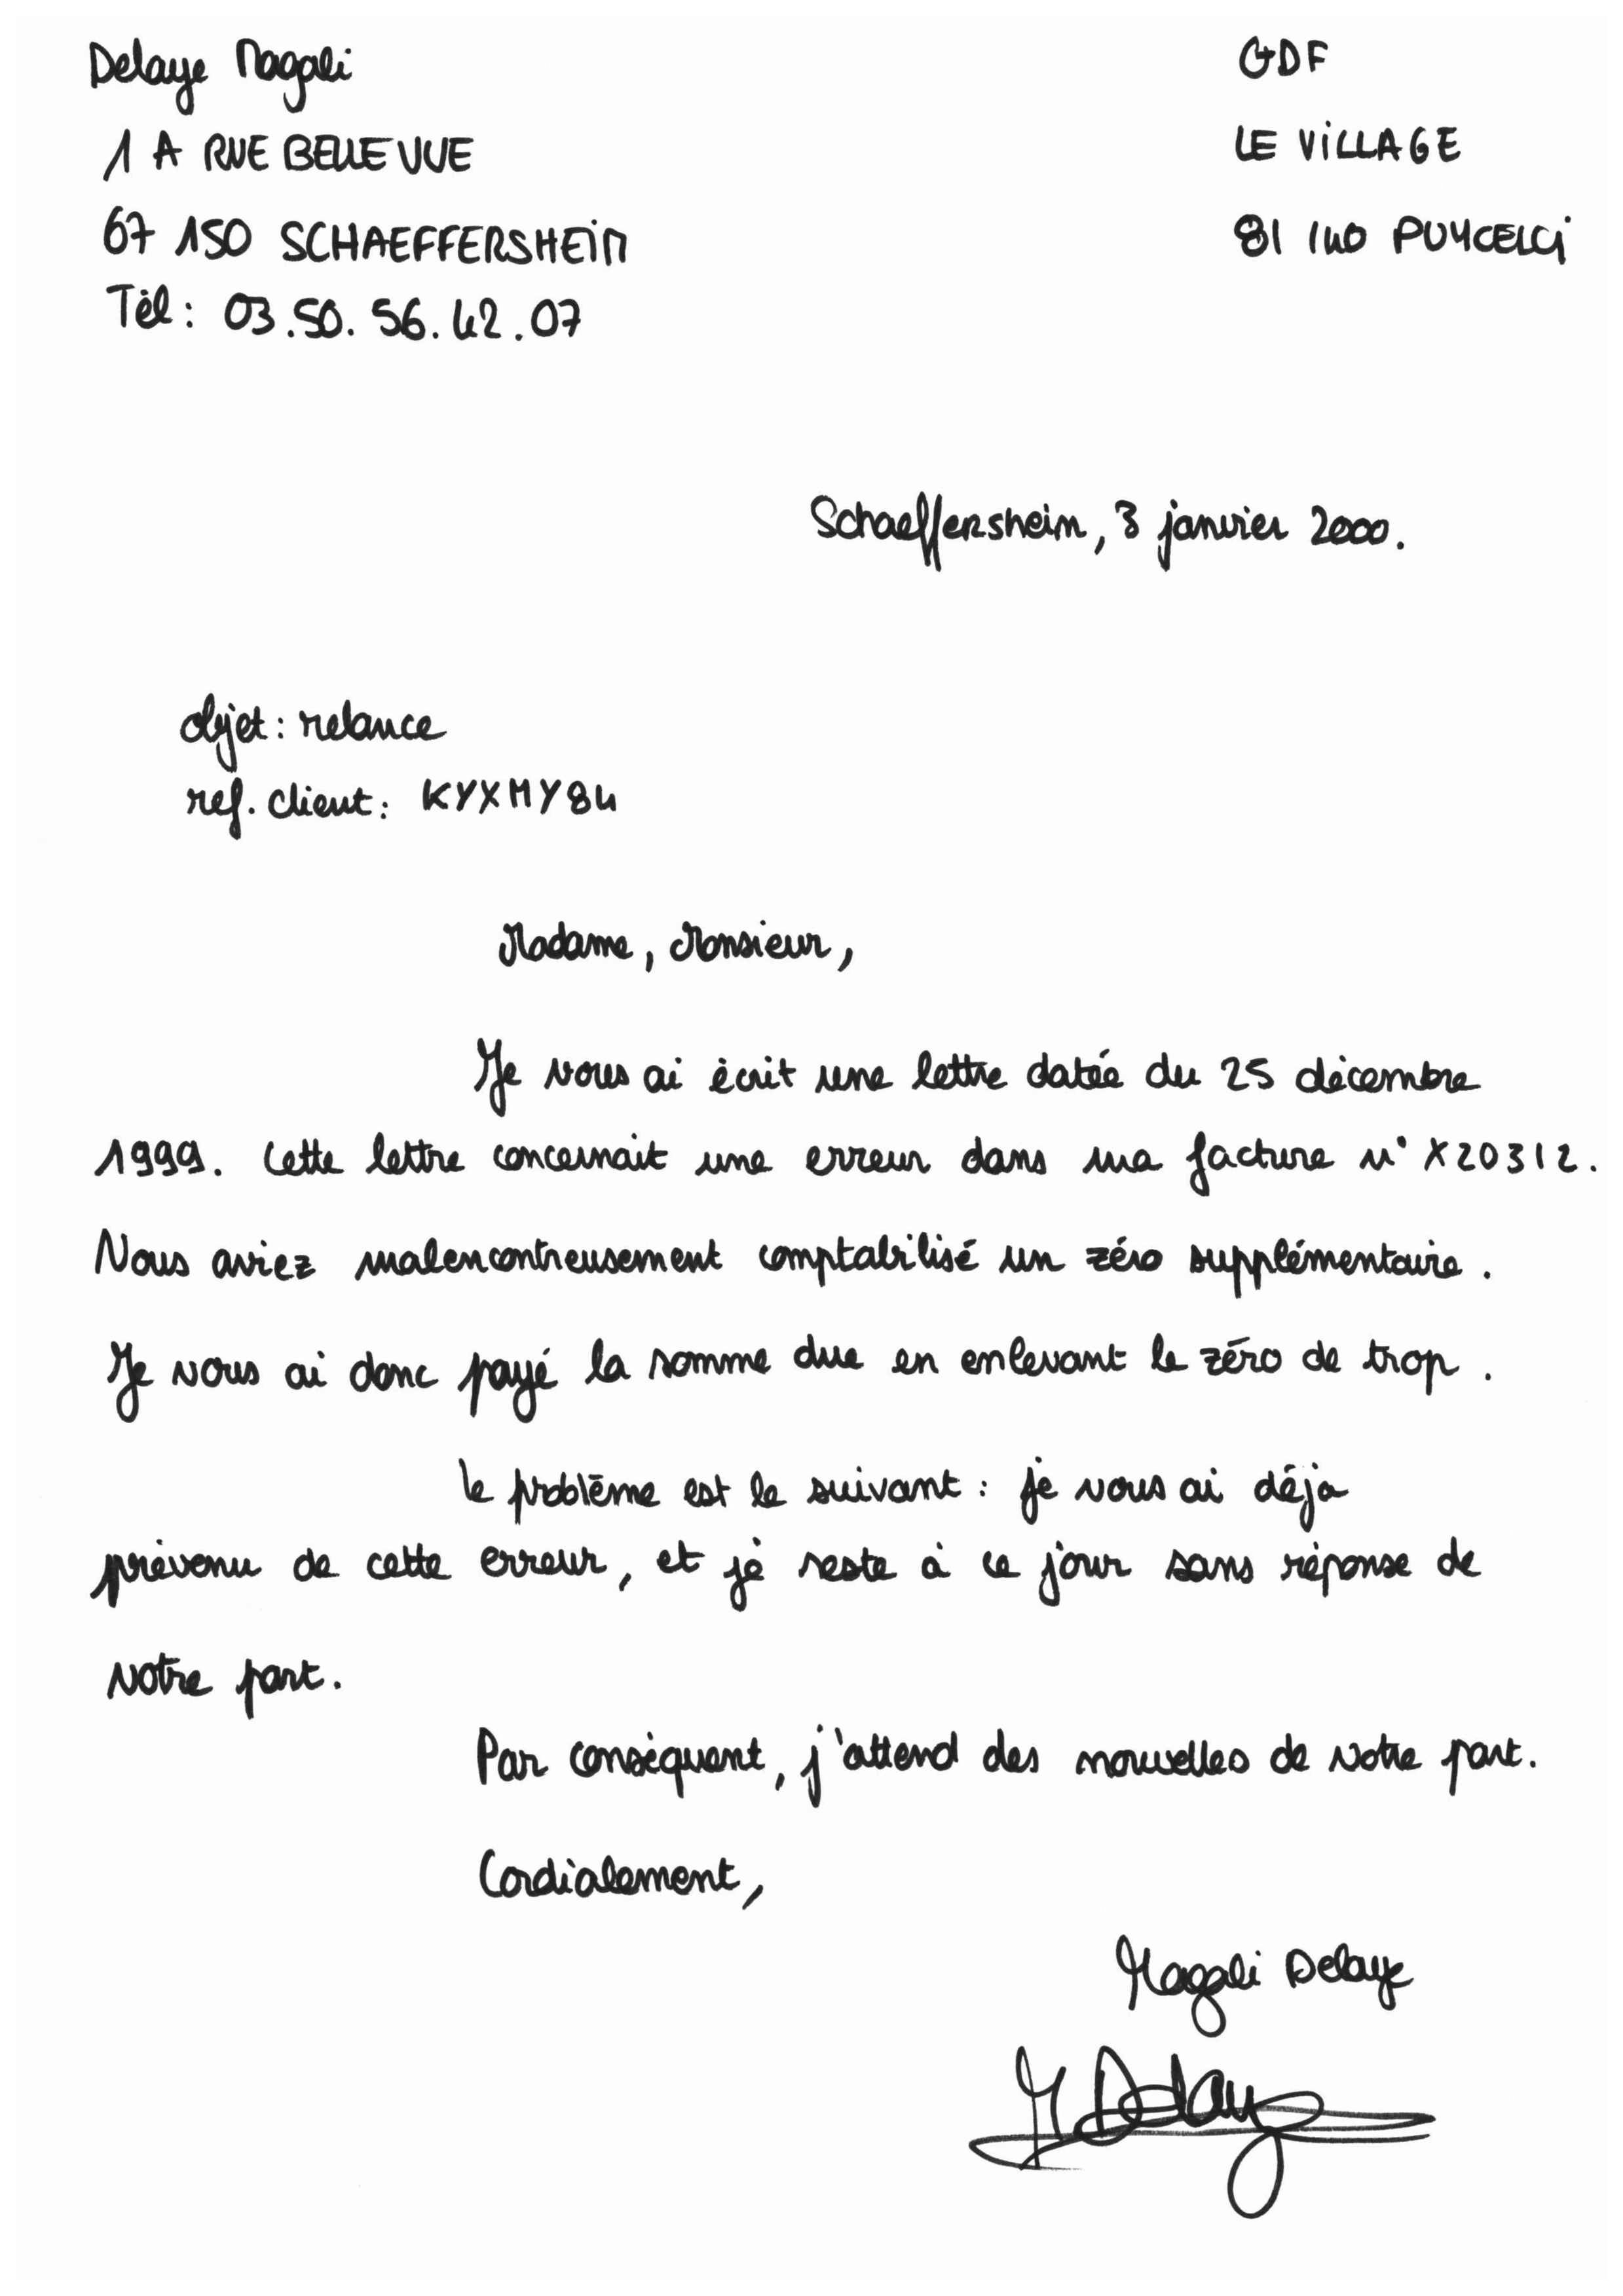 Delaye Magali
1 A RUE BELLEVUE
67 150 SCHAEFFERSHEiM
Tél : 03.50.56.42.07
GDF
LE ViLLAGE
81 140 PUYCELCi
Schaeffersheim, 3 janvier 2000.
objet : relance
ref. client : KYXMY84
Madame, Monsieur,
Je vous ai écrit une lettre datée du 25 décembre
1999. Cette lettre concernait une erreur dans ma facture n° X20312.
Vous aviez malencontreusement comptabilisé un zéro supplémentaire.
Je vous ai donc payé la somme due en enlevant le zéro de trop.
Le problème est le suivant : je vous ai déja
prévenu de cette erreur, et je reste à ce jour sans réponse de
votre part.
Par conséquent, j'attend des nouvelles de votre part.
Cordialement,
Magali Delaye
M Delaye